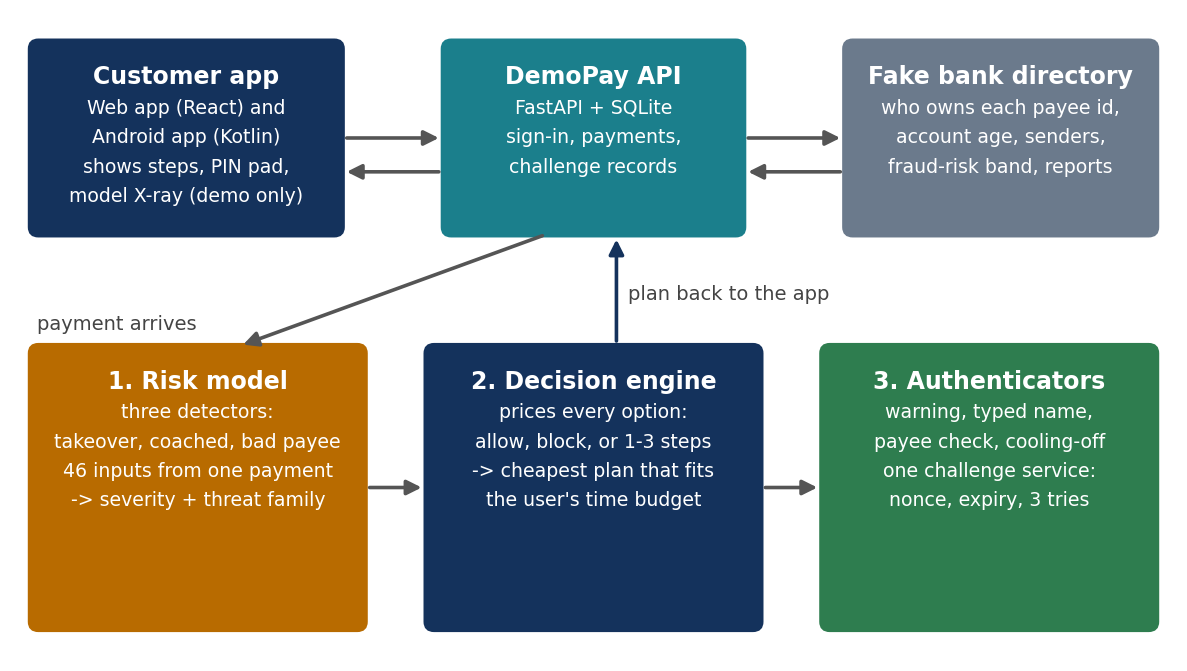 Customer app
Web app (React) and
Android app (Kotlin)
shows steps, PIN pad,
model X-ray (demo only)
DemoPay API
FastAPI + SQLite
sign-in, payments,
challenge records
Fake bank directory
who owns each payee id,
account age, senders,
fraud-risk band, reports
plan back to the app
payment arrives
1. Risk model
three detectors:
takeover, coached, bad payee
46 inputs from one payment
-> severity + threat family
2. Decision engine
prices every option:
allow, block, or 1-3 steps
-> cheapest plan that fits
the user's time budget
3. Authenticators
warning, typed name,
payee check, cooling-off
one challenge service:
nonce, expiry, 3 tries